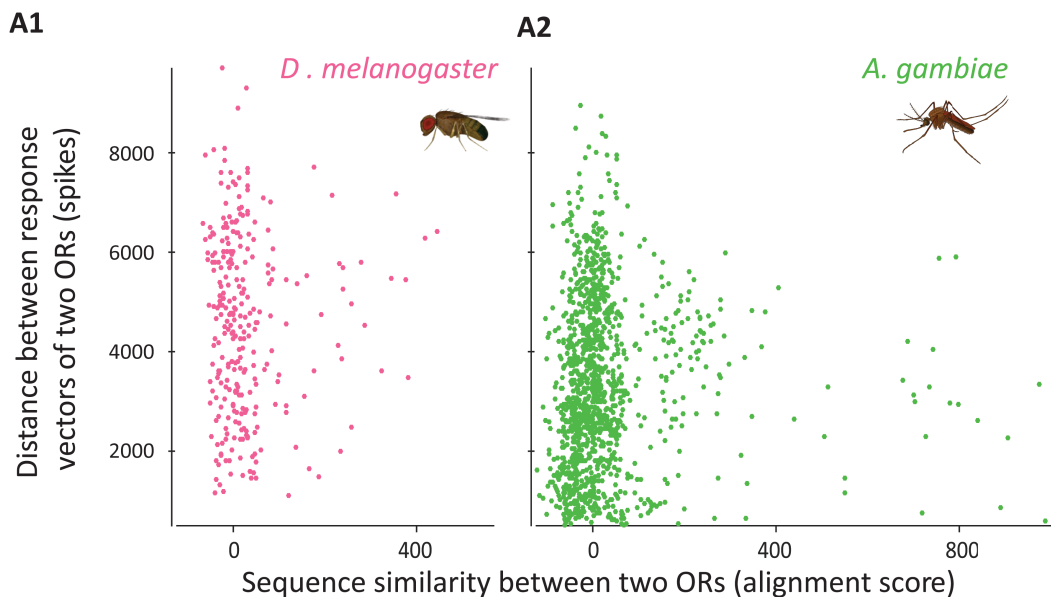 A1
A2
D . melanogaster
A. gambiae
Distance between response
vectors of two ORs (spikes)
8000
6000
4000
2000
0
400
0
400
800
Sequence similarity between two ORs (alignment score)